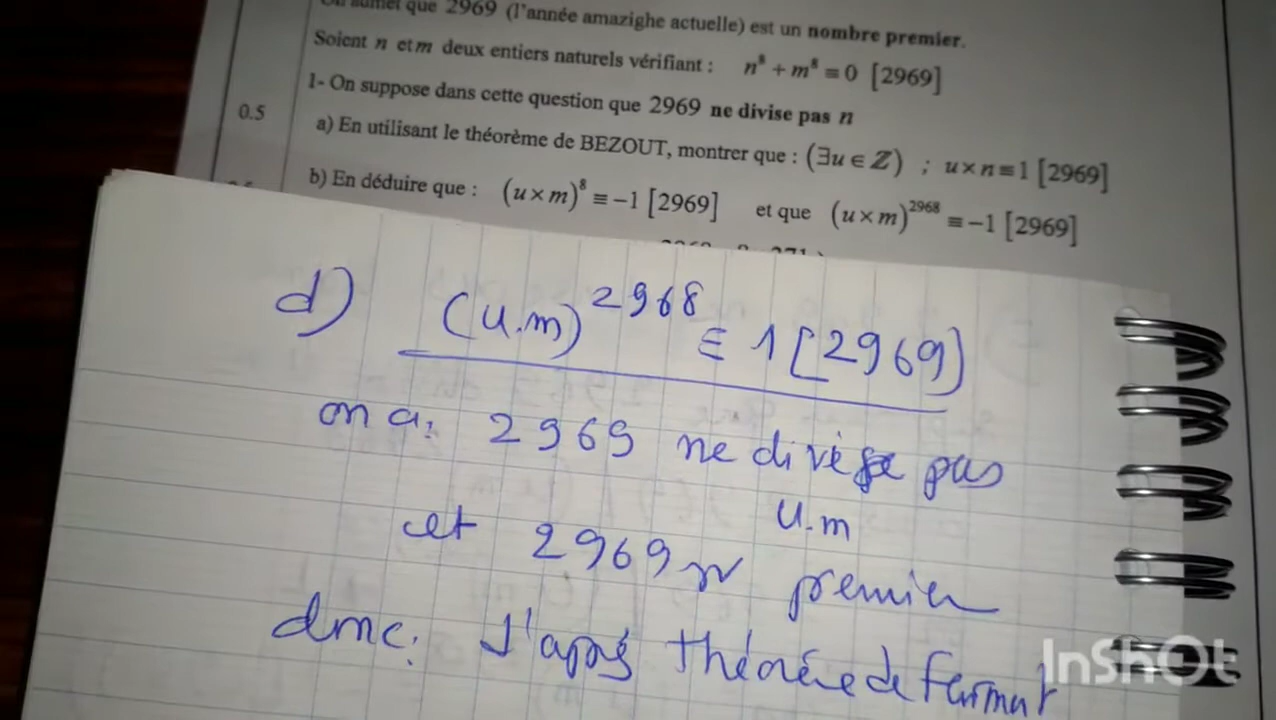 On admet que 2969 (l'année amazighe actuelle) est un nombre premier.
Soient n et m deux entiers naturels vérifiant : n⁸ + m⁸ ≡ 0 [2969]
1- On suppose dans cette question que 2969 ne divise pas n
0.5 a) En utilisant le théorème de BEZOUT, montrer que : (∃u ∈ Z) ; u×n ≡ 1 [2969]
b) En déduire que : (u×m)⁸ ≡ −1 [2969] et que (u×m)²⁹⁶⁸ ≡ −1 [2969]
d) (u.m)²⁹⁶⁸ ≡ 1 [2969]
on a: 2969 ne divise pas
u.m
et 2969 premier
donc: d'après théorème de fermat
InShOt